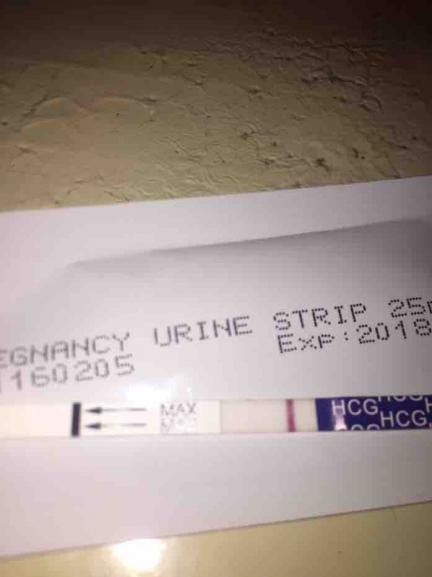 EGNANCY URINE STRIP 25
160205 Exp:2018
MAX
HCG
HCG